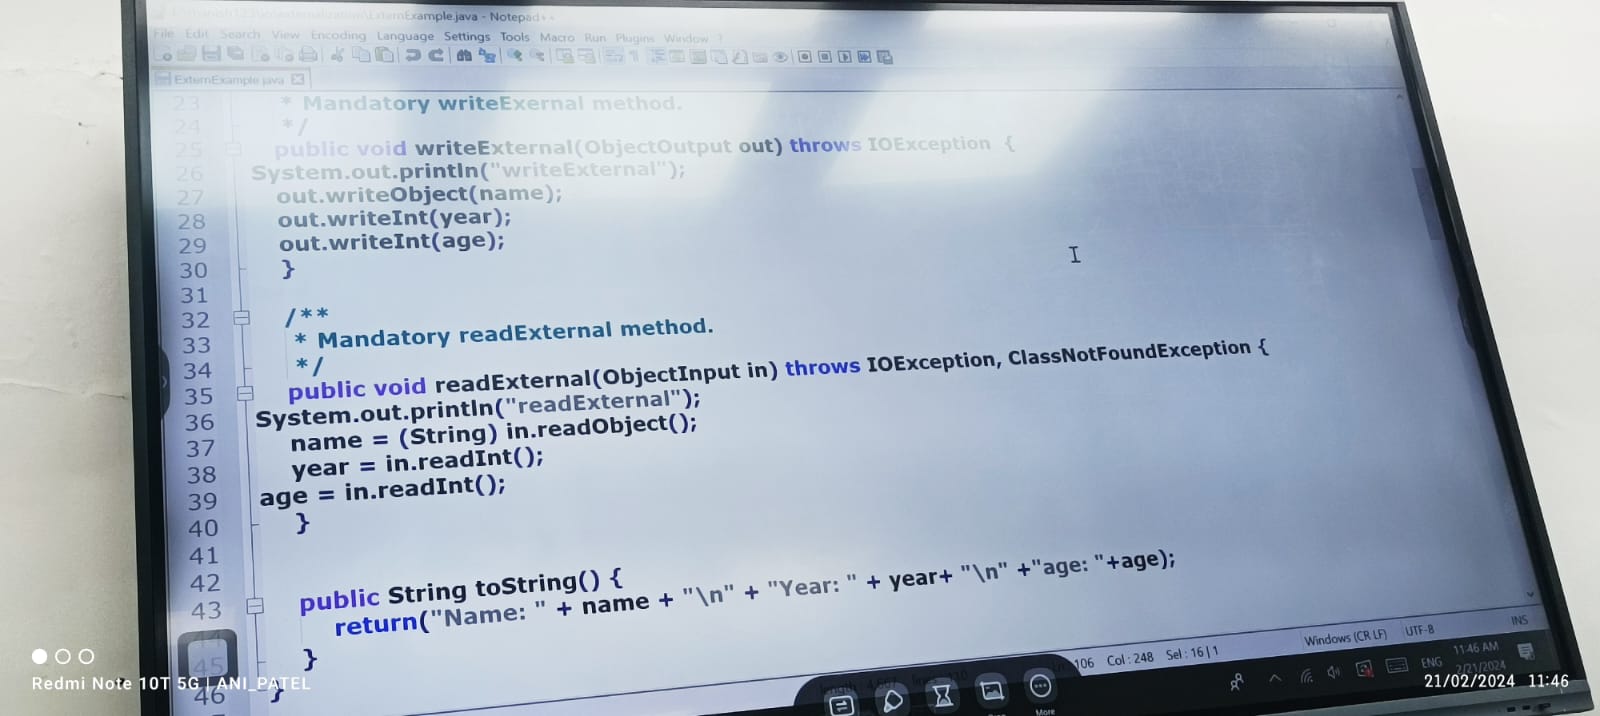 ExternExample.java - Notepad++
File Edit Search View Encoding Language Settings Tools Macro Run Plugins Window ?
ExternExample.java
23 * Mandatory writeExernal method.
24 */
25 public void writeExternal(ObjectOutput out) throws IOException {
26 System.out.println("writeExternal");
27 out.writeObject(name);
28 out.writeInt(year);
29 out.writeInt(age);
30 }
31
32 /**
33 * Mandatory readExternal method.
34 */
35 public void readExternal(ObjectInput in) throws IOException, ClassNotFoundException {
36 System.out.println("readExternal");
37 name = (String) in.readObject();
38 year = in.readInt();
39 age = in.readInt();
40 }
41
42
43 public String toString() {
return("Name: " + name + "\n" + "Year: " + year+ "\n" +"age: "+age);
45 }
46 }
106 Col : 248 Sel : 16 | 1 Windows (CR LF) UTF-8 INS
More
ENG 11:46 AM
2/21/2024
Redmi Note 10T 5G | ANI_PATEL
21/02/2024 11:46